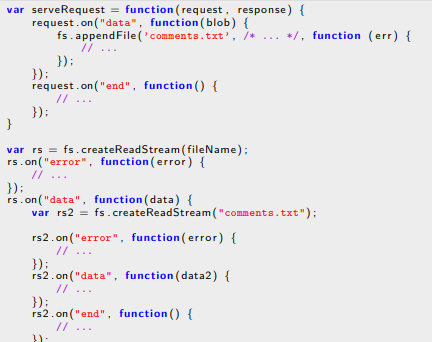 var serveRequest = function(request, response) {
    request.on("data", function(blob) {
        fs.appendFile('comments.txt', /* ... */, function (err) {
            // ...
        });
    });
    request.on("end", function() {
        // ...
    });
}

var rs = fs.createReadStream(fileName);
rs.on("error", function(error) {
    // ...
});
rs.on("data", function(data) {
    var rs2 = fs.createReadStream("comments.txt");

    rs2.on("error", function(error) {
        // ...
    });
    rs2.on("data", function(data2) {
        // ...
    });
    rs2.on("end", function() {
        // ...
    });